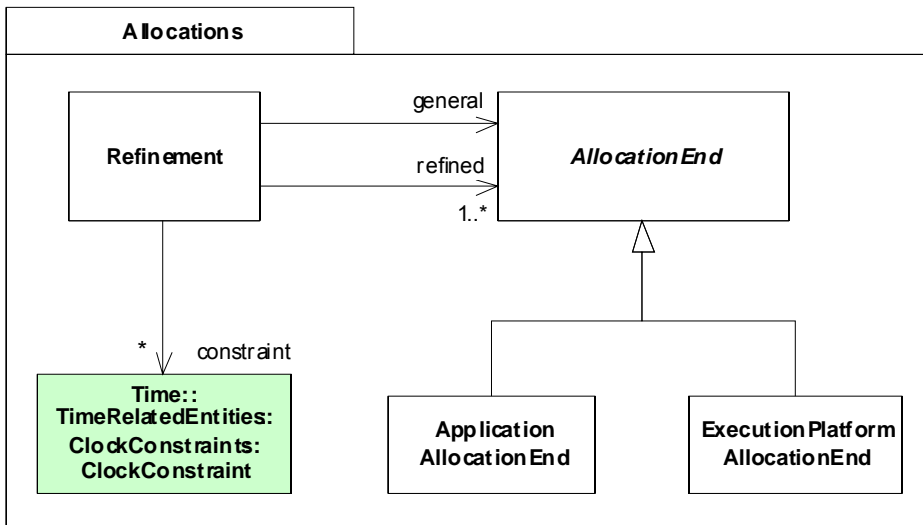 Allocations
general
Refinement
AllocationEnd
refined
1..*
* constraint
Time::
TimeRelatedEntities::
ClockConstraints:
ClockConstraint
Application
AllocationEnd
ExecutionPlatform
AllocationEnd